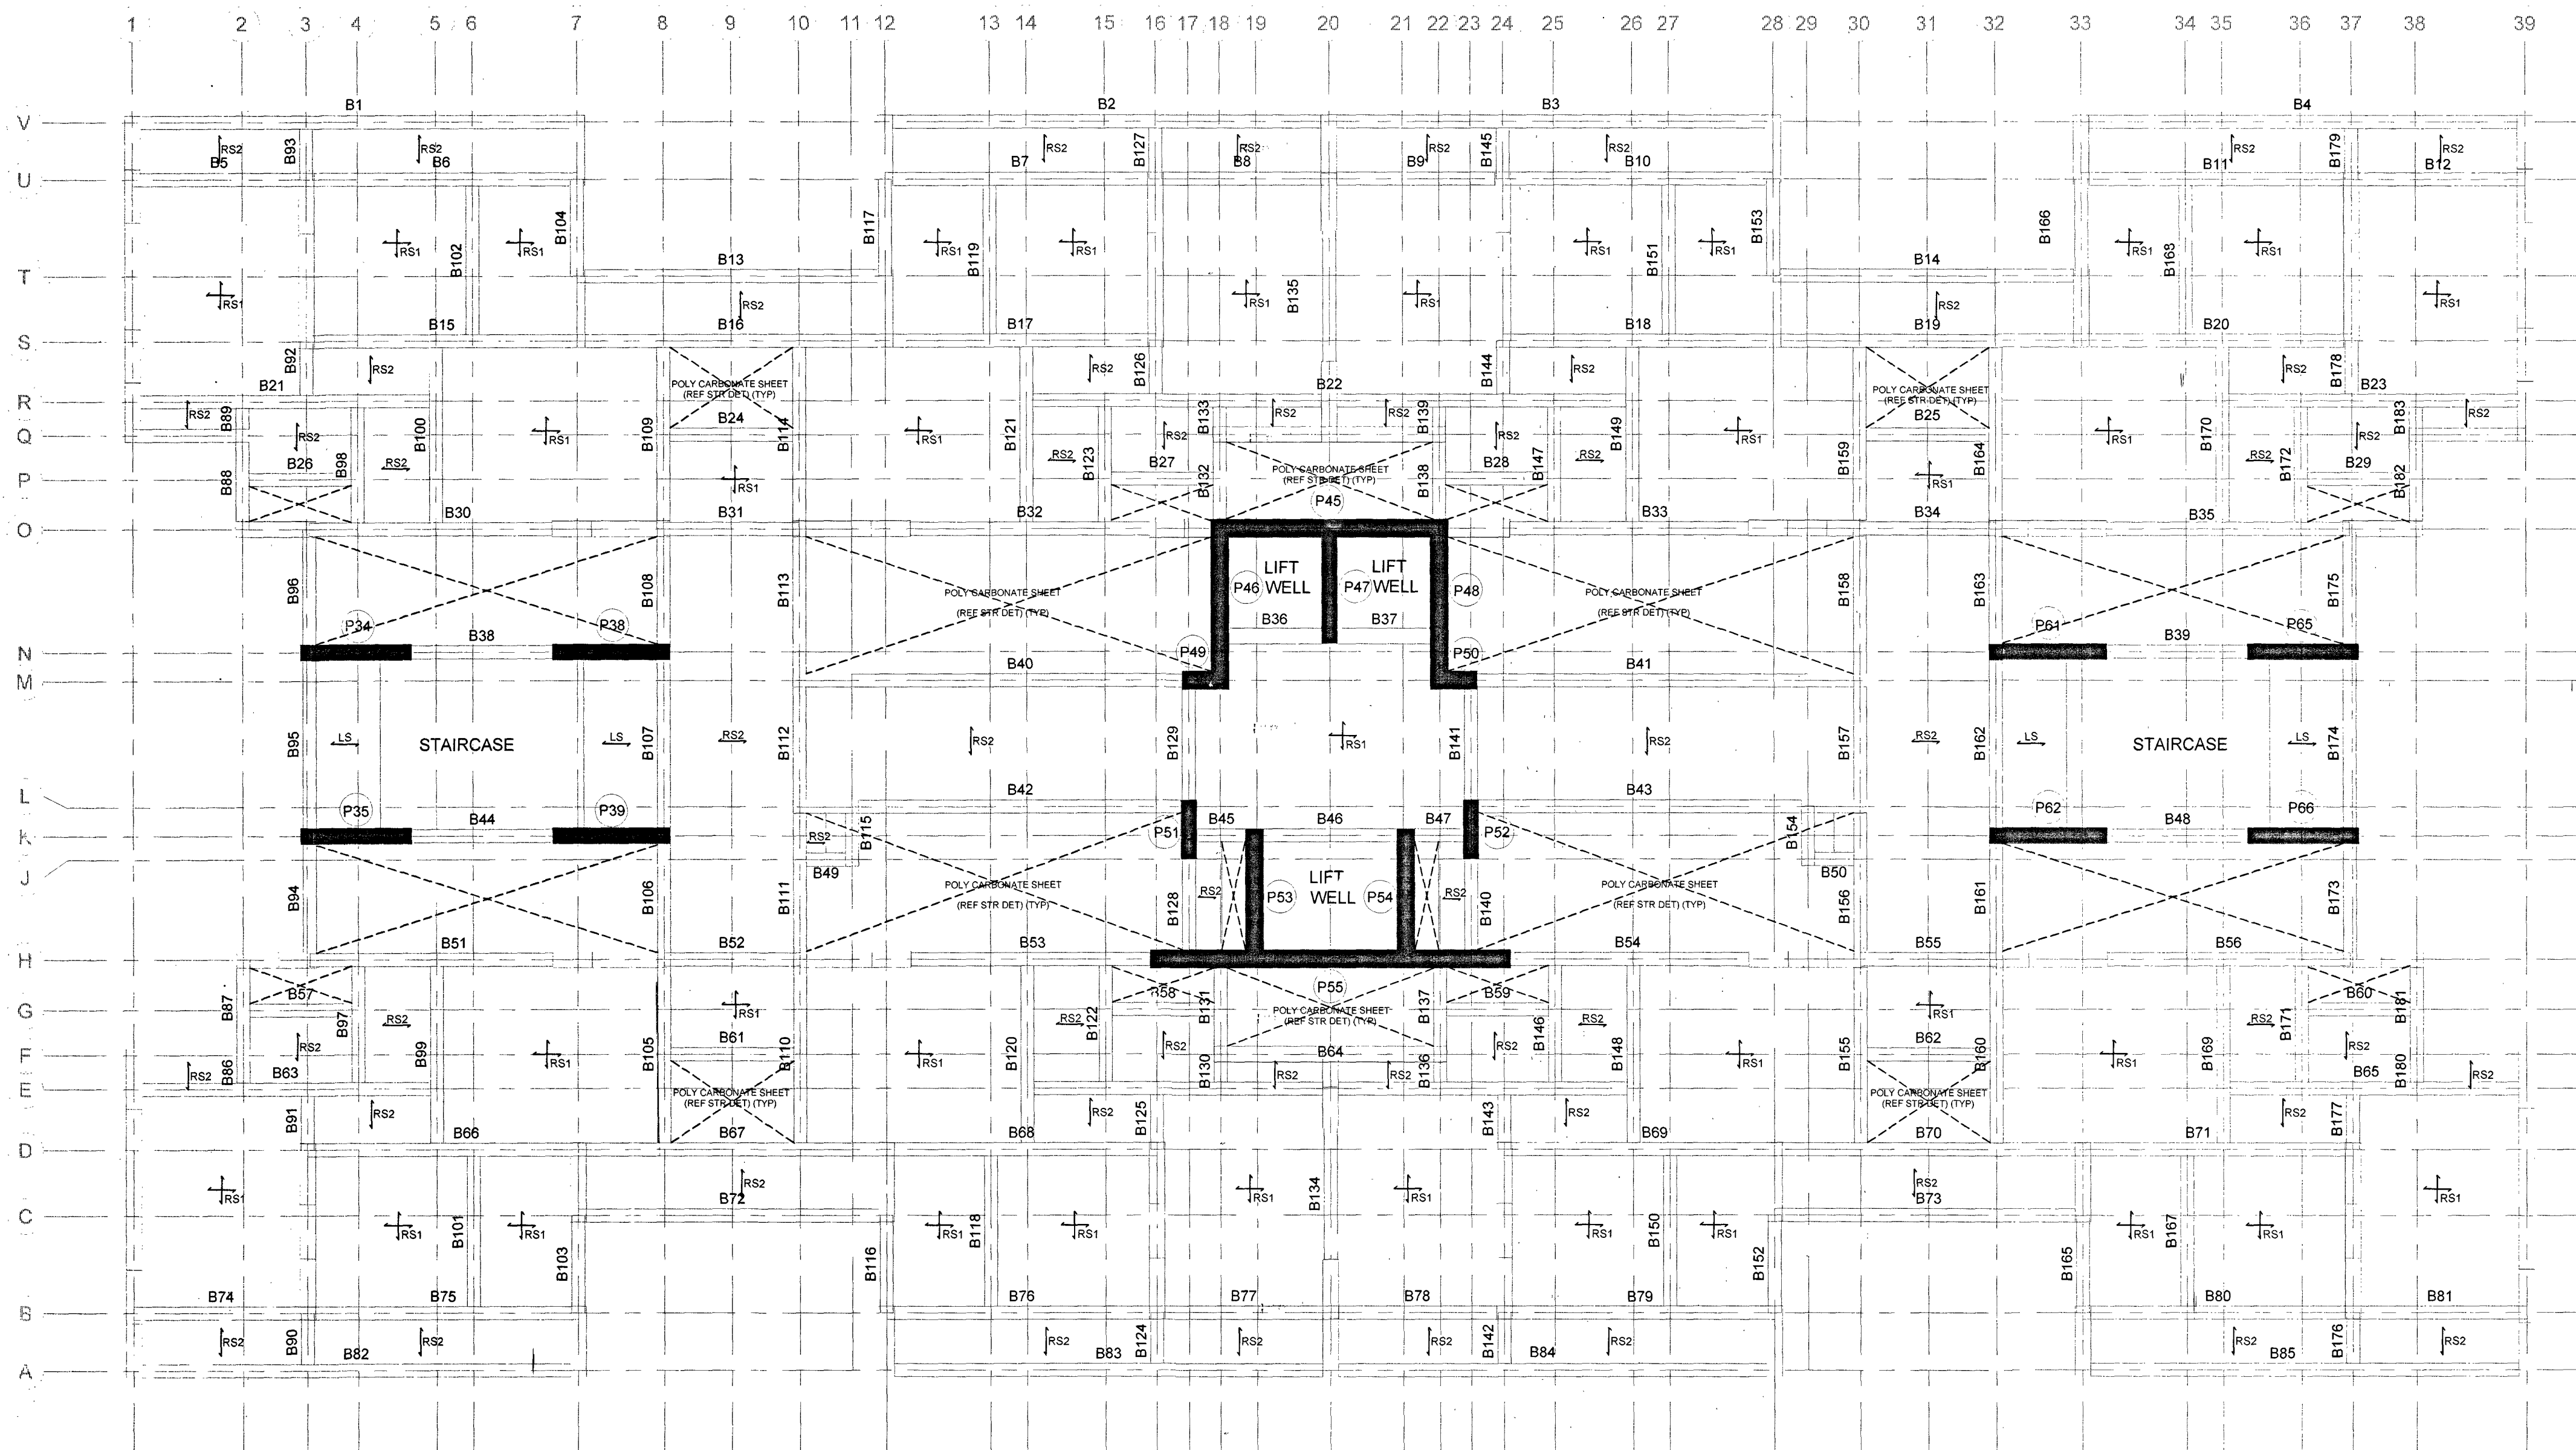 1 2 3 4 5 6 7 8 9 10 11 12 13 14 15 16 17 18 19 20 21 22 23 24 25 26 27 28 29 30 31 32 33 34 35 36 37 38 39
B1 B2 B3 B4
V
B93 RS2 RS2 B127 RS2 RS2 B145 RS2 RS2 RS2 B179 RS2
B5 B6 B7 B8 B9 B10 B11 B12
U
B104 B117 B153 B166
RS1 B102 RS1 RS1 B119 RS1 RS1 B151 RS1 RS1 B168 RS1
B13 B14
T
RS1 RS2 RS1 B135 RS1 RS2 RS1
B15 B16 B17 B18 B19 B20
S
B92 RS2 RS2 B126 B144 RS2 RS2 B178
B21 B22 B23
POLY CARBONATE SHEET
(REF STR DET) (TYP)
POLY CARBONATE SHEET
(REF STR DET) (TYP)
R
RS2 B89 B133 RS2 RS2 B139 B183 RS2
B24 B25
Q
RS2 B100 RS1 B109 B114 RS1 B121 RS2 RS2 B149 RS1 B159 RS1 B170 RS2
B26 B98 RS2 B123 B27 RS2 B28 B147 RS2 B164 RS2 B172 B29
B88 RS1 B132 B138 RS1 B182
POLY CARBONATE SHEET
(REF STR DET) (TYP)
P
P45
B30 B31 B32 B33 B34 B35
O
B96 B108 B113 B158 B163 B175
LIFT
WELL
LIFT
WELL
P46 P47 P48
POLY CARBONATE SHEET
(REF STR DET) (TYP)
POLY CARBONATE SHEET
(REF STR DET) (TYP)
B36 B37
P34 P38 P61 P65
B38 B39
N
P49 P50
B40 B41
M
B95 LS STAIRCASE LS B107 RS2 B112 RS2 B129 RS1 B141 RS2 B157 RS2 B162 LS STAIRCASE LS B174
L
B42 B43
P35 P39 P62 P66
B44 B45 B46 B47 B48
K
RS2 B115 P51 P52 B154
B49 B50
J
B94 B106 B111 B128 RS2 P53 P54 RS2 B140 B156 B161 B173
LIFT
WELL
POLY CARBONATE SHEET
(REF STR DET) (TYP)
POLY CARBONATE SHEET
(REF STR DET) (TYP)
B51 B52 B53 B54 B55 B56
H
P55
B57 B58 B59 B60
B87 RS1 B131 B137 RS1 B181
POLY CARBONATE SHEET
(REF STR DET) (TYP)
G
B97 RS2 RS2 B122 B146 RS2 RS2 B171
B61 B62
RS2 B99 RS1 B105 B110 RS1 B120 RS2 RS2 B148 RS1 B155 B160 RS1 B169 RS2
B64
F
RS2 B86 B63 B130 RS2 RS2 B136 B65 B180 RS2
E
POLY CARBONATE SHEET
(REF STR DET) (TYP)
POLY CARBONATE SHEET
(REF STR DET) (TYP)
B91 RS2 RS2 B125 B143 RS2 RS2 B177
B66 B67 B68 B69 B70 B71
D
RS1 RS2 RS1 B134 RS1 RS2 RS1
B72 B73
C
RS1 B101 RS1 RS1 B118 RS1 RS1 B150 RS1 RS1 B167 RS1
B103 B116 B152 B165
B74 B75 B76 B77 B78 B79 B80 B81
B
RS2 B90 RS2 RS2 B124 RS2 RS2 B142 RS2 RS2 B176 RS2
B82 B83 B84 B85
A